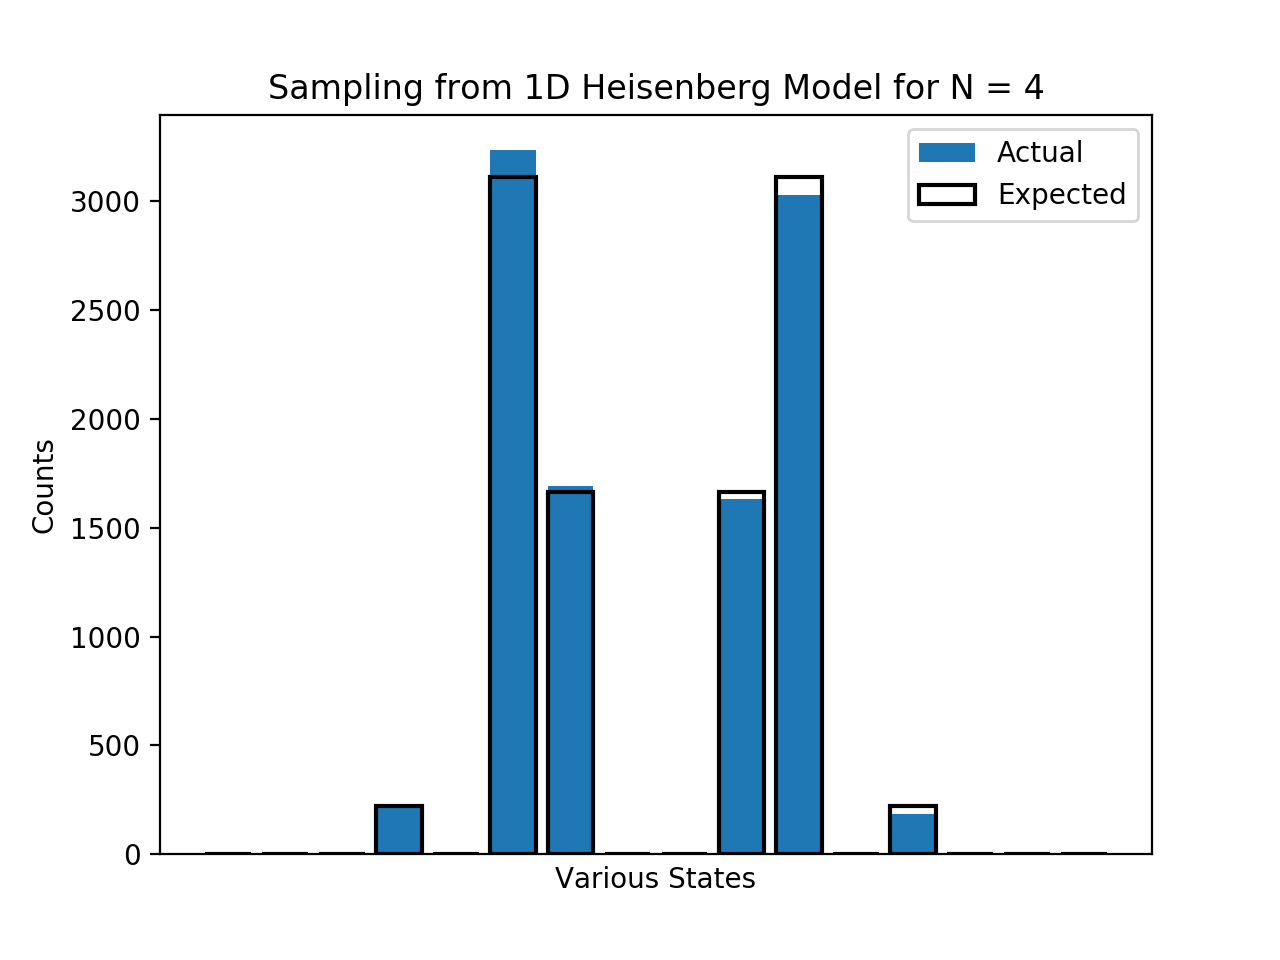 Sampling from 1D Heisenberg Model for N = 4
Actual
Expected
3000
2500
2000
1500
1000
500
0
Counts
Various States